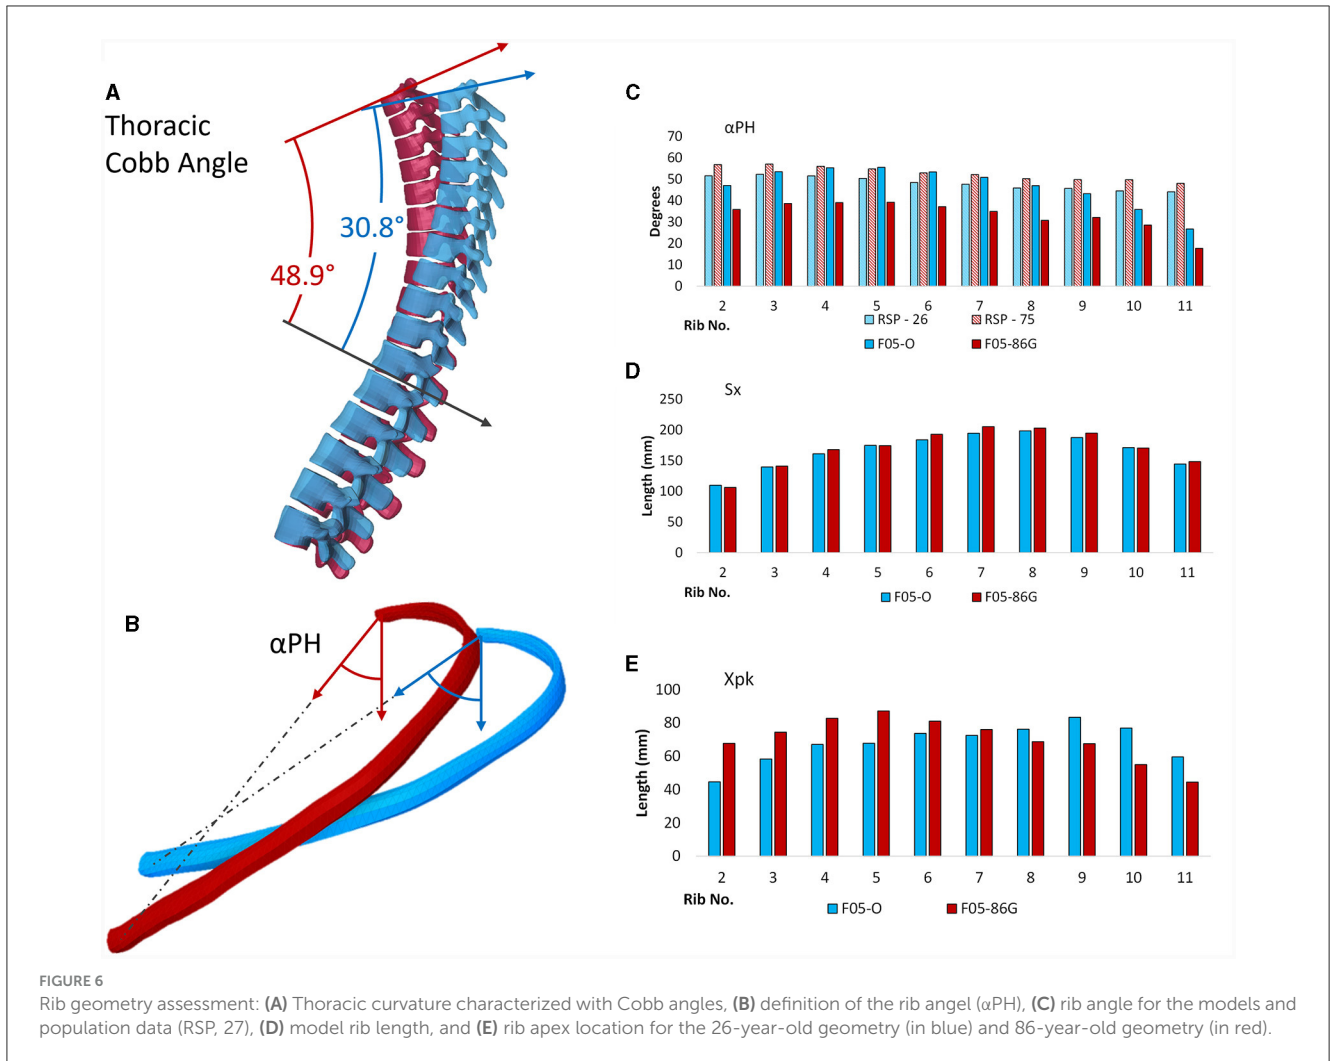 A
Thoracic
Cobb Angle
30.8°
48.9°
B
αPH
C
αPH
70
60
50
40
30
20
10
0
Degrees
2 3 4 5 6 7 8 9 10 11
Rib No.
RSP - 26 RSP - 75
F05-O F05-86G
D
Sx
250
200
150
100
50
0
Length (mm)
2 3 4 5 6 7 8 9 10 11
Rib No.
F05-O F05-86G
E
Xpk
100
80
60
40
20
0
Length (mm)
2 3 4 5 6 7 8 9 10 11
Rib No.
F05-O F05-86G
FIGURE 6
Rib geometry assessment: (A) Thoracic curvature characterized with Cobb angles, (B) definition of the rib angel (αPH), (C) rib angle for the models and
population data (RSP, 27), (D) model rib length, and (E) rib apex location for the 26-year-old geometry (in blue) and 86-year-old geometry (in red).